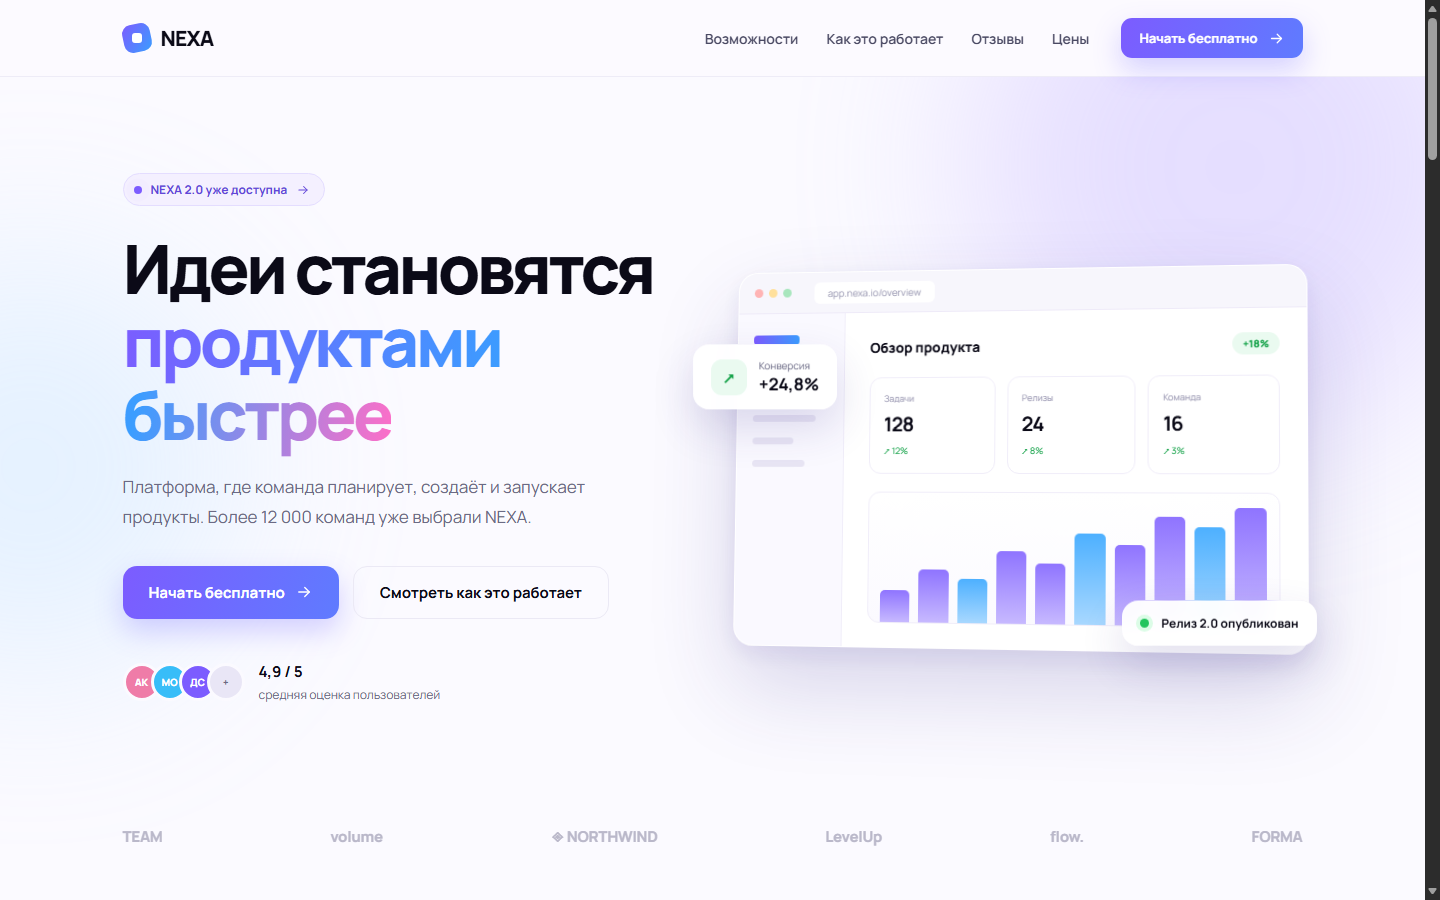 NEXA
Возможности
Как это работает
Отзывы
Цены
Начать бесплатно →
NEXA 2.0 уже доступна →
Идеи становятся
продуктами
быстрее
Платформа, где команда планирует, создаёт и запускает
продукты. Более 12 000 команд уже выбрали NEXA.
Начать бесплатно →
Смотреть как это работает
АК
МО
ДС
+
4,9 / 5
средняя оценка пользователей
app.nexa.io/overview
Обзор продукта
+18%
↗
Конверсия
+24,8%
Задачи
128
↗ 12%
Релизы
24
↗ 8%
Команда
16
↗ 3%
Релиз 2.0 опубликован
TEAM
volume
◈ NORTHWIND
LevelUp
flow.
FORMA